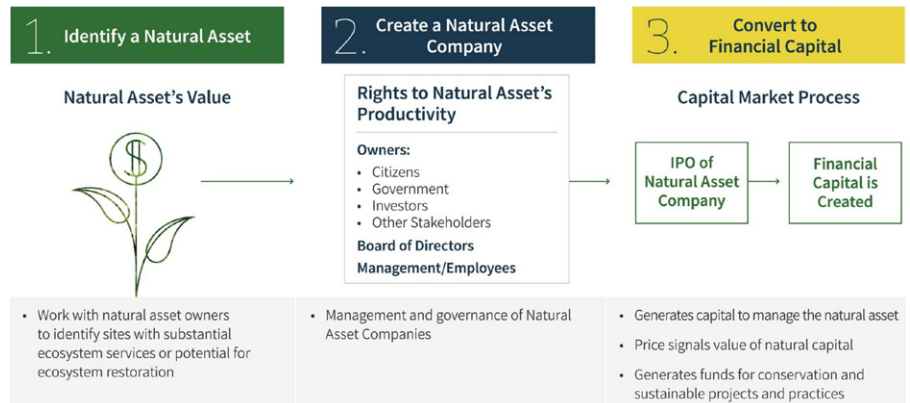 1. Identify a Natural Asset
2. Create a Natural Asset
Company
3. Convert to
Financial Capital
Natural Asset's Value
$
Rights to Natural Asset's
Productivity
Owners:
• Citizens
• Government
• Investors
• Other Stakeholders
Board of Directors
Management/Employees
Capital Market Process
IPO of
Natural Asset
Company
Financial
Capital is
Created
• Work with natural asset owners
to identify sites with substantial
ecosystem services or potential for
ecosystem restoration
• Management and governance of Natural
Asset Companies
• Generates capital to manage the natural asset
• Price signals value of natural capital
• Generates funds for conservation and
sustainable projects and practices